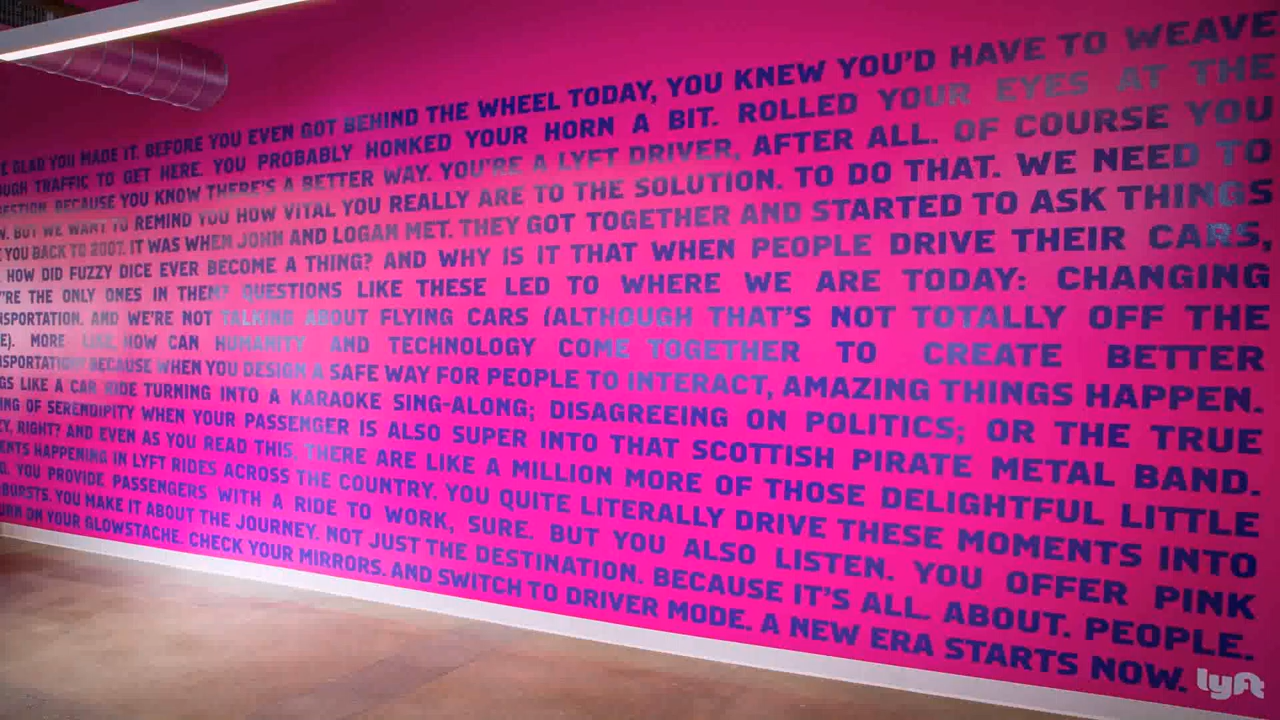 GLAD YOU MADE IT. BEFORE YOU EVEN GOT BEHIND THE WHEEL TODAY, YOU KNEW YOU'D HAVE TO WEAVE
TRAFFIC TO GET HERE. YOU PROBABLY HONKED YOUR HORN A BIT. ROLLED YOUR EYES AT THE
BECAUSE YOU KNOW THERE'S A BETTER WAY. YOU'RE A LYFT DRIVER, AFTER ALL. OF COURSE YOU
BUT WE WANT TO REMIND YOU HOW VITAL YOU REALLY ARE TO THE SOLUTION. TO DO THAT. WE NEED TO
YOU BACK TO 2007. IT WAS WHEN JOHN AND LOGAN MET. THEY GOT TOGETHER AND STARTED TO ASK THINGS
HOW DID FUZZY DICE EVER BECOME A THING? AND WHY IS IT THAT WHEN PEOPLE DRIVE THEIR CARS,
'RE THE ONLY ONES IN THEM? QUESTIONS LIKE THESE LED TO WHERE WE ARE TODAY: CHANGING
NSPORTATION. AND WE'RE NOT TALKING ABOUT FLYING CARS (ALTHOUGH THAT'S NOT TOTALLY OFF THE
E). MORE LIKE HOW CAN HUMANITY AND TECHNOLOGY COME TOGETHER TO CREATE BETTER
NSPORTATION? BECAUSE WHEN YOU DESIGN A SAFE WAY FOR PEOPLE TO INTERACT, AMAZING THINGS HAPPEN.
GS LIKE A CAR RIDE TURNING INTO A KARAOKE SING-ALONG; DISAGREEING ON POLITICS; OR THE TRUE
ING OF SERENDIPITY WHEN YOUR PASSENGER IS ALSO SUPER INTO THAT SCOTTISH PIRATE METAL BAND.
EY, RIGHT? AND EVEN AS YOU READ THIS, THERE ARE LIKE A MILLION MORE OF THOSE DELIGHTFUL LITTLE
ENTS HAPPENING IN LYFT RIDES ACROSS THE COUNTRY. YOU QUITE LITERALLY DRIVE THESE MOMENTS INTO
YOU PROVIDE PASSENGERS WITH A RIDE TO WORK, SURE. BUT YOU ALSO LISTEN. YOU OFFER PINK
BURSTS. YOU MAKE IT ABOUT THE JOURNEY. NOT JUST THE DESTINATION. BECAUSE IT'S ALL. ABOUT. PEOPLE.
URN ON YOUR GLOWSTACHE. CHECK YOUR MIRRORS. AND SWITCH TO DRIVER MODE. A NEW ERA STARTS NOW.
lyft